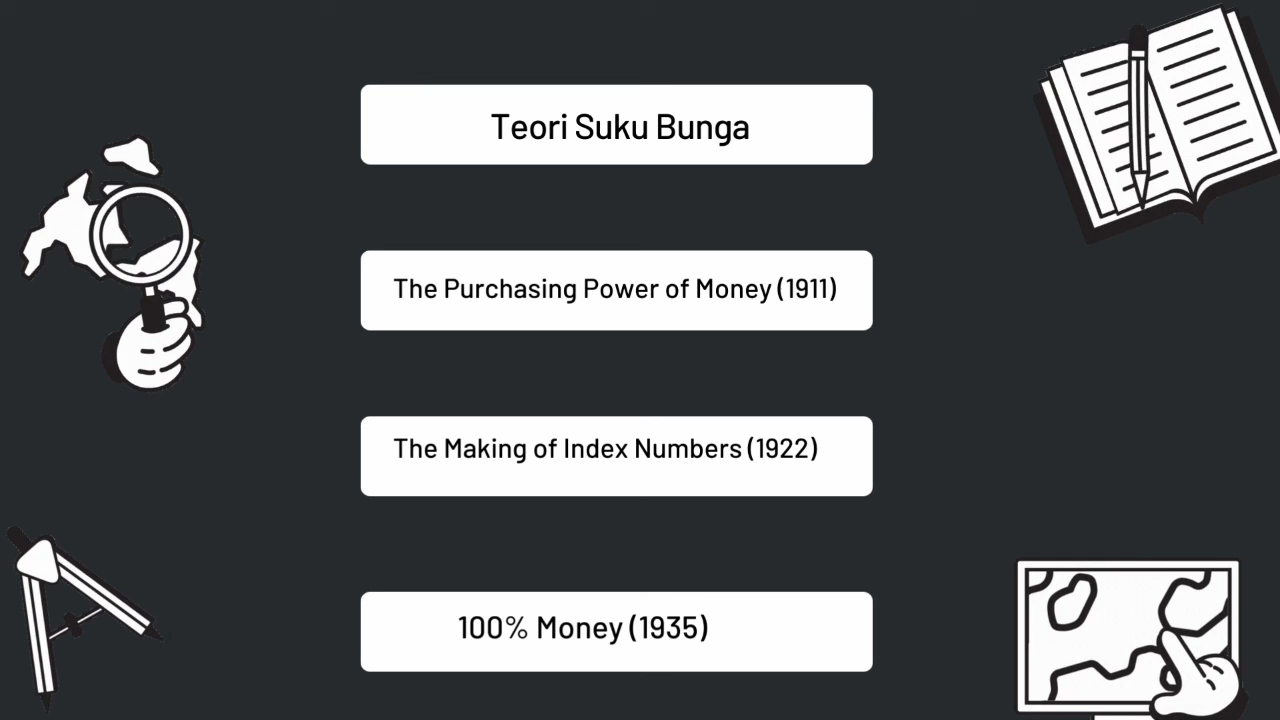 Teori Suku Bunga
The Purchasing Power of Money (1911)
The Making of Index Numbers (1922)
100% Money (1935)